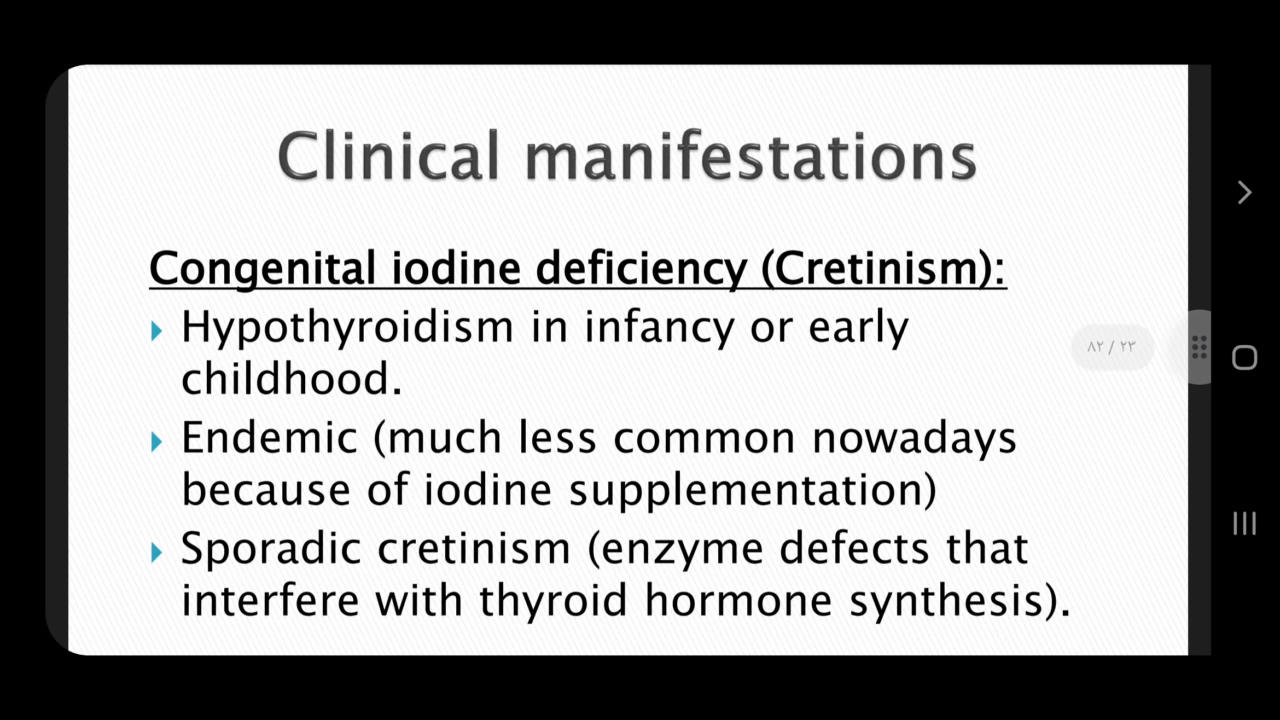 Clinical manifestations
Congenital iodine deficiency (Cretinism):
Hypothyroidism in infancy or early
childhood.
٨٢ / ٢٣
Endemic (much less common nowadays
because of iodine supplementation)
Sporadic cretinism (enzyme defects that
interfere with thyroid hormone synthesis).